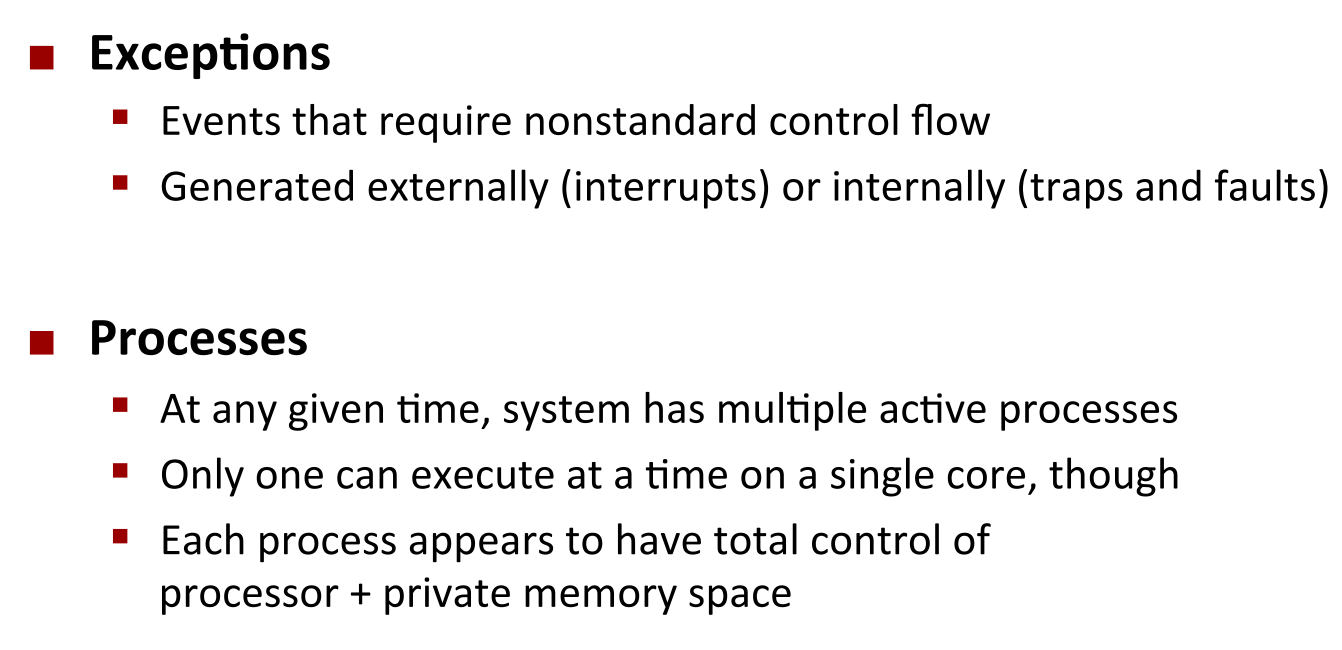 ■ Exceptions
▪ Events that require nonstandard control flow
▪ Generated externally (interrupts) or internally (traps and faults)
■ Processes
▪ At any given time, system has multiple active processes
▪ Only one can execute at a time on a single core, though
▪ Each process appears to have total control of
processor + private memory space